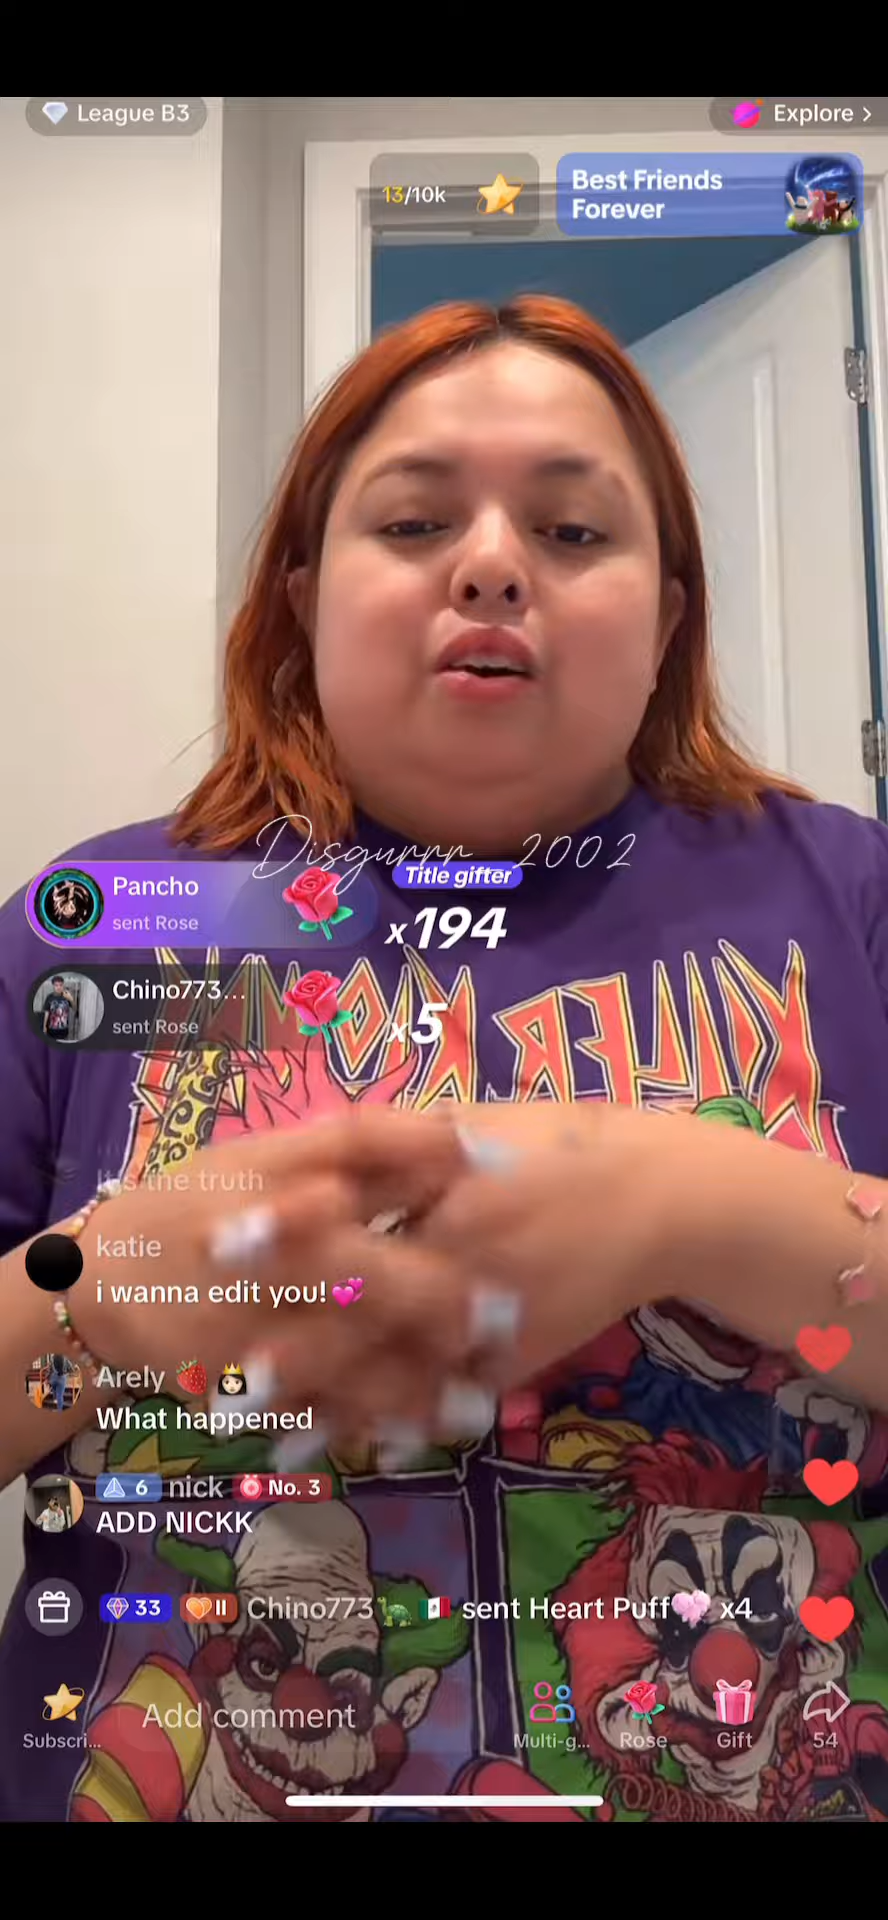 League B3
Explore >
13/10k
Best Friends
Forever
Disgurrr_2002
Title gifter
Pancho
sent Rose
x194
Chino773...
sent Rose
x5
It's the truth
katie
i wanna edit you!💞
Arely 🍓 👸🏻
What happened
6 nick No. 3
ADD NICKK
33 II Chino773🐢🇲🇽 sent Heart Puff x4
Add comment
Subscri...
Multi-g...
Rose
Gift
54